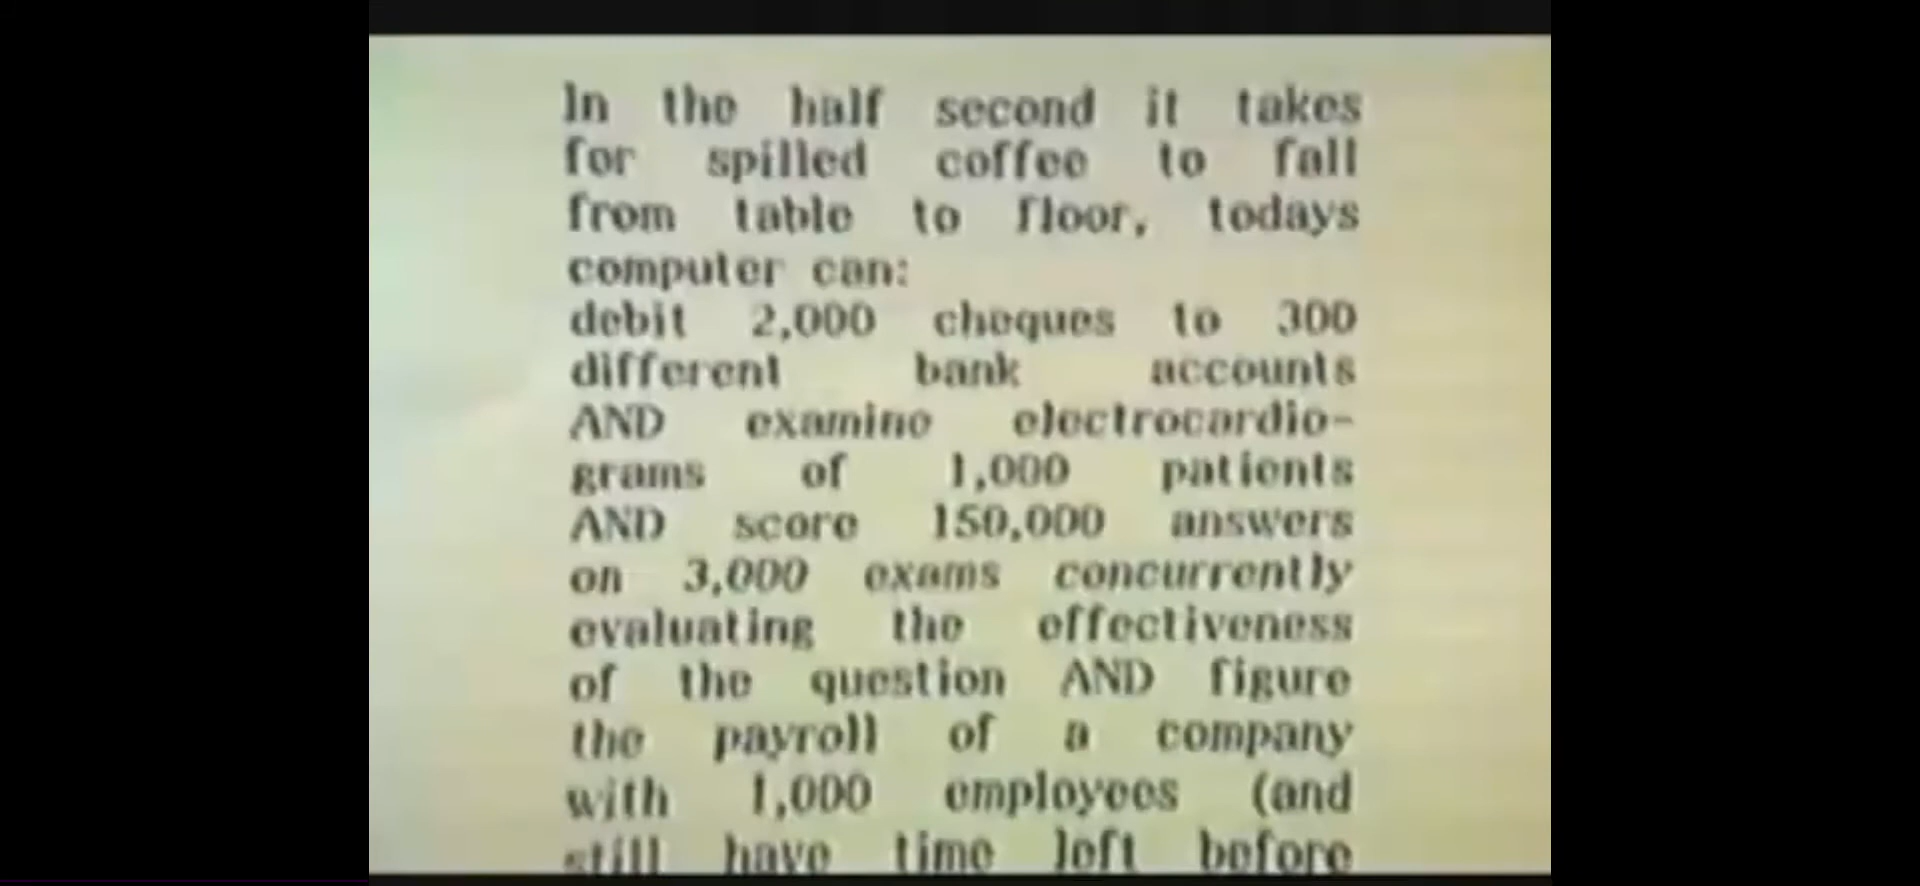 In the half second it takes
for spilled coffee to fall
from table to floor, todays
computer can:
debit 2,000 cheques to 300
different bank accounts
AND examine electrocardio-
grams of 1,000 patients
AND score 150,000 answers
on 3,000 exams concurrently
evaluating the effectiveness
of the question AND figure
the payroll of a company
with 1,000 employees (and
still have time left before